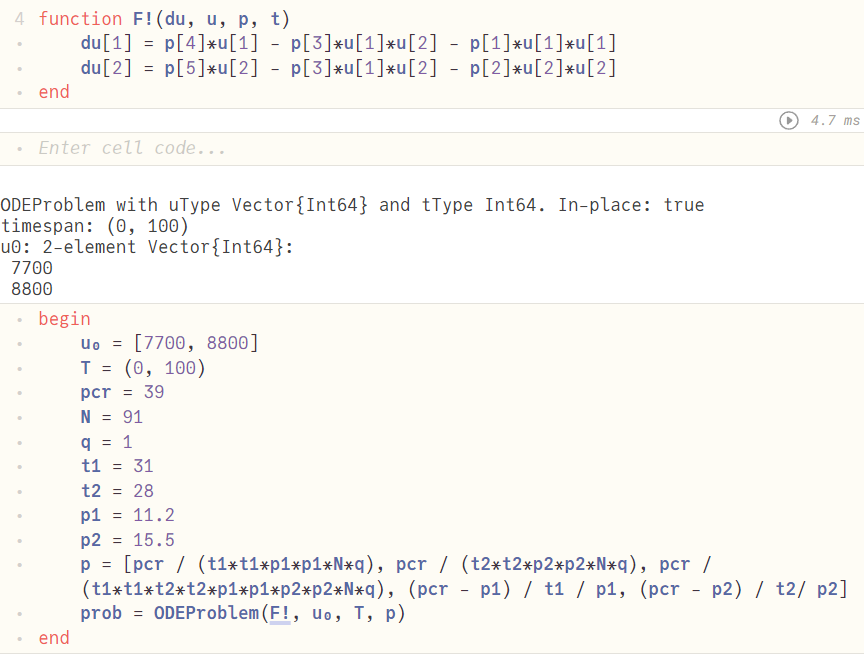 4 function F!(du, u, p, t)
du[1] = p[4]*u[1] - p[3]*u[1]*u[2] - p[1]*u[1]*u[1]
du[2] = p[5]*u[2] - p[3]*u[1]*u[2] - p[2]*u[2]*u[2]
end
4.7 ms
Enter cell code...
ODEProblem with uType Vector{Int64} and tType Int64. In-place: true
timespan: (0, 100)
u0: 2-element Vector{Int64}:
7700
8800
begin
u₀ = [7700, 8800]
T = (0, 100)
pcr = 39
N = 91
q = 1
t1 = 31
t2 = 28
p1 = 11.2
p2 = 15.5
p = [pcr / (t1*t1*p1*p1*N*q), pcr / (t2*t2*p2*p2*N*q), pcr /
(t1*t1*t2*t2*p1*p1*p2*p2*N*q), (pcr - p1) / t1 / p1, (pcr - p2) / t2/ p2]
prob = ODEProblem(F!, u₀, T, p)
end